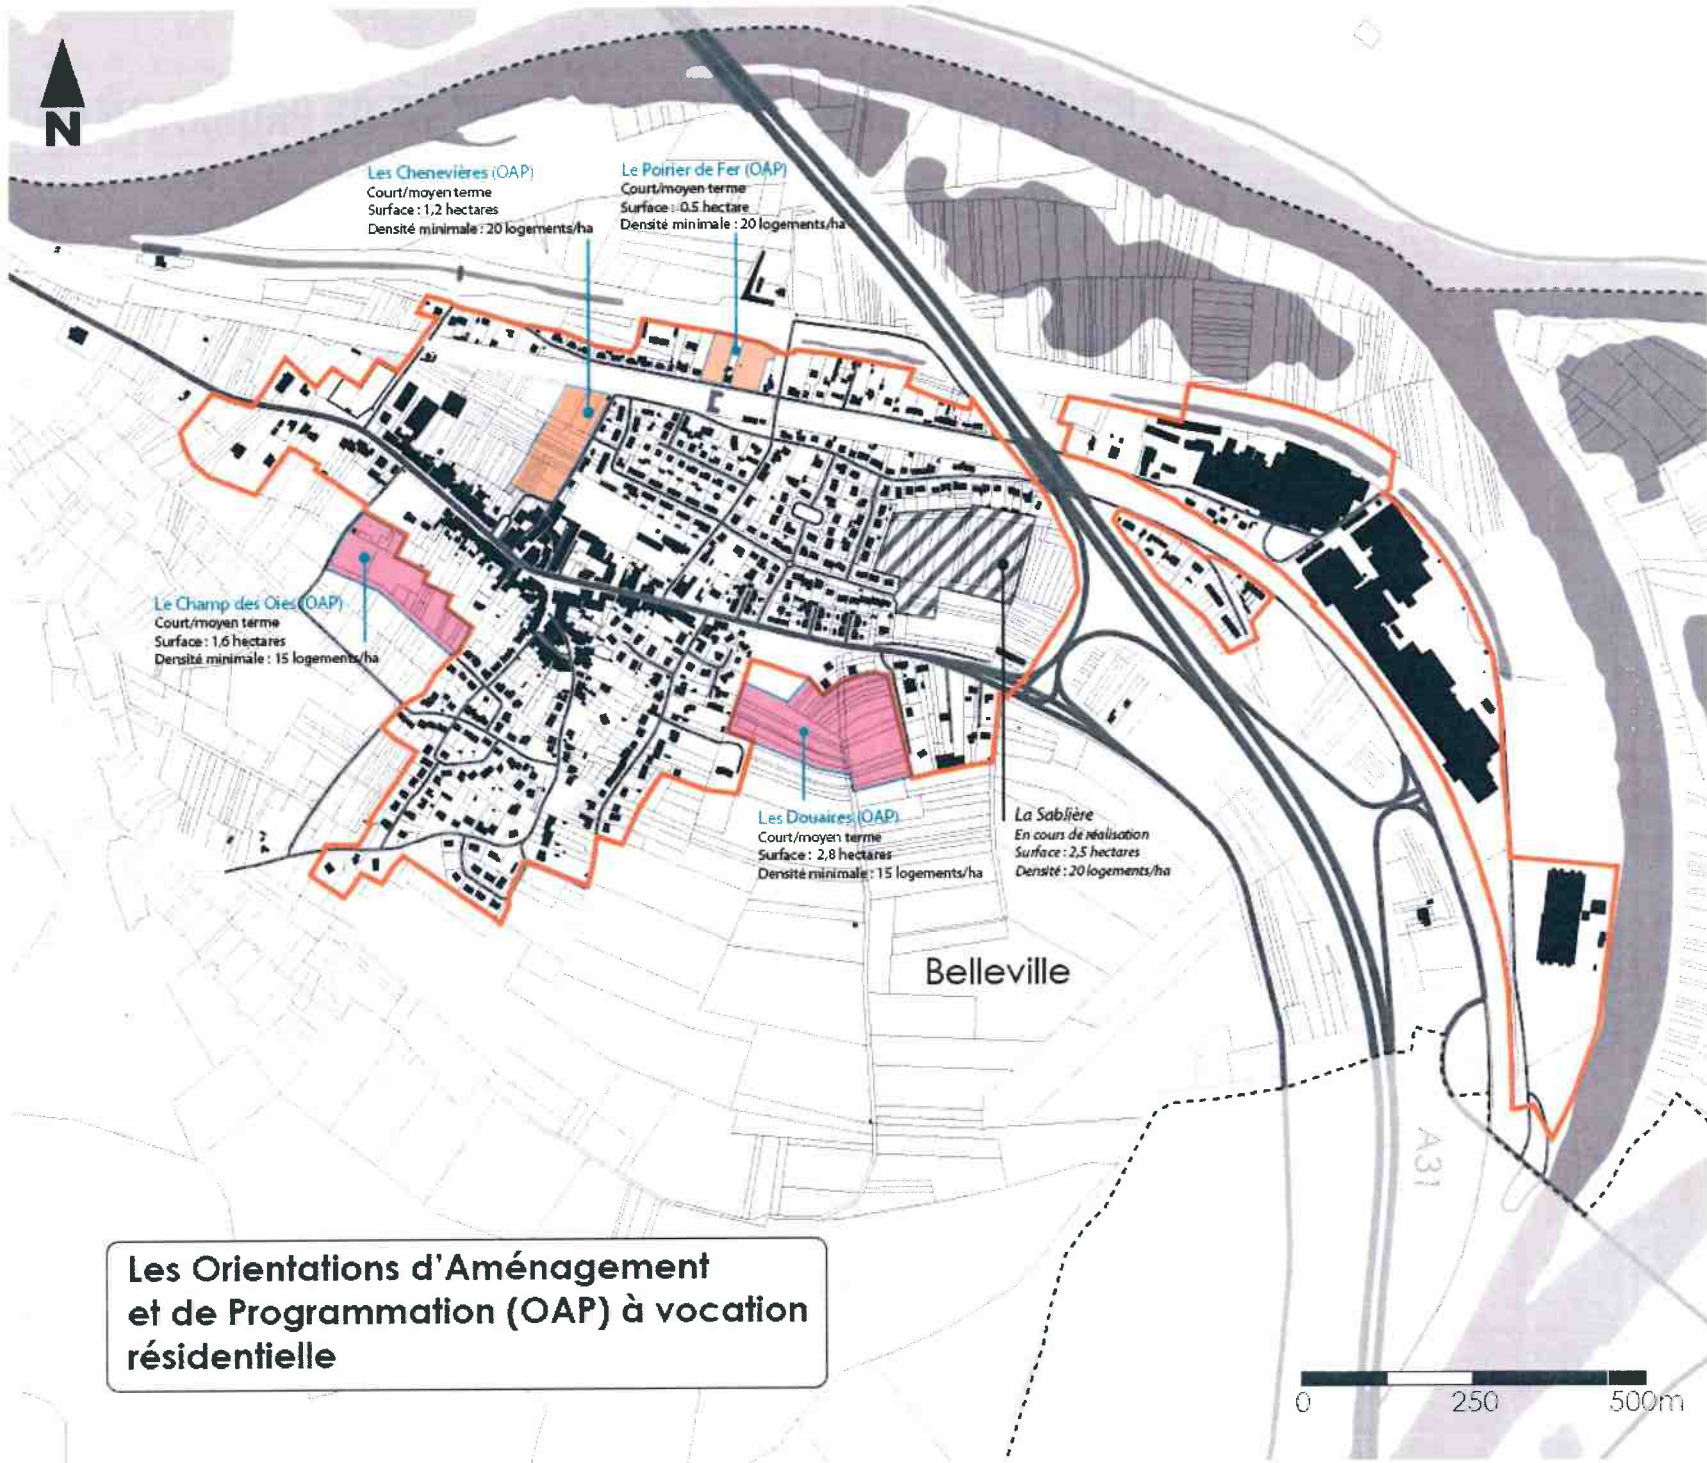 N
Les Chenevières (OAP)
Court/moyen terme
Surface : 1,2 hectares
Densité minimale : 20 logements/ha
Le Poirier de Fer (OAP)
Court/moyen terme
Surface : 0.5 hectare
Densité minimale : 20 logements/ha
Le Champ des Oies (OAP)
Court/moyen terme
Surface : 1,6 hectares
Densité minimale : 15 logements/ha
Les Douaires (OAP)
Court/moyen terme
Surface : 2,8 hectares
Densité minimale : 15 logements/ha
La Sablière
En cours de réalisation
Surface : 2,5 hectares
Densité : 20 logements/ha
Belleville
A31
Les Orientations d'Aménagement
et de Programmation (OAP) à vocation
résidentielle
0 250 500m